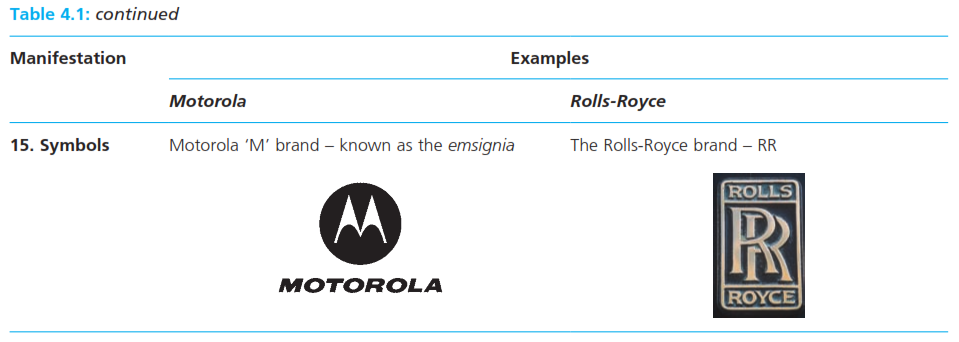 Table 4.1: continued
Manifestation Examples
Motorola Rolls-Royce
15. Symbols Motorola ‘M’ brand – known as the emsignia The Rolls-Royce brand – RR
ROLLS
RR
ROYCE
MOTOROLA